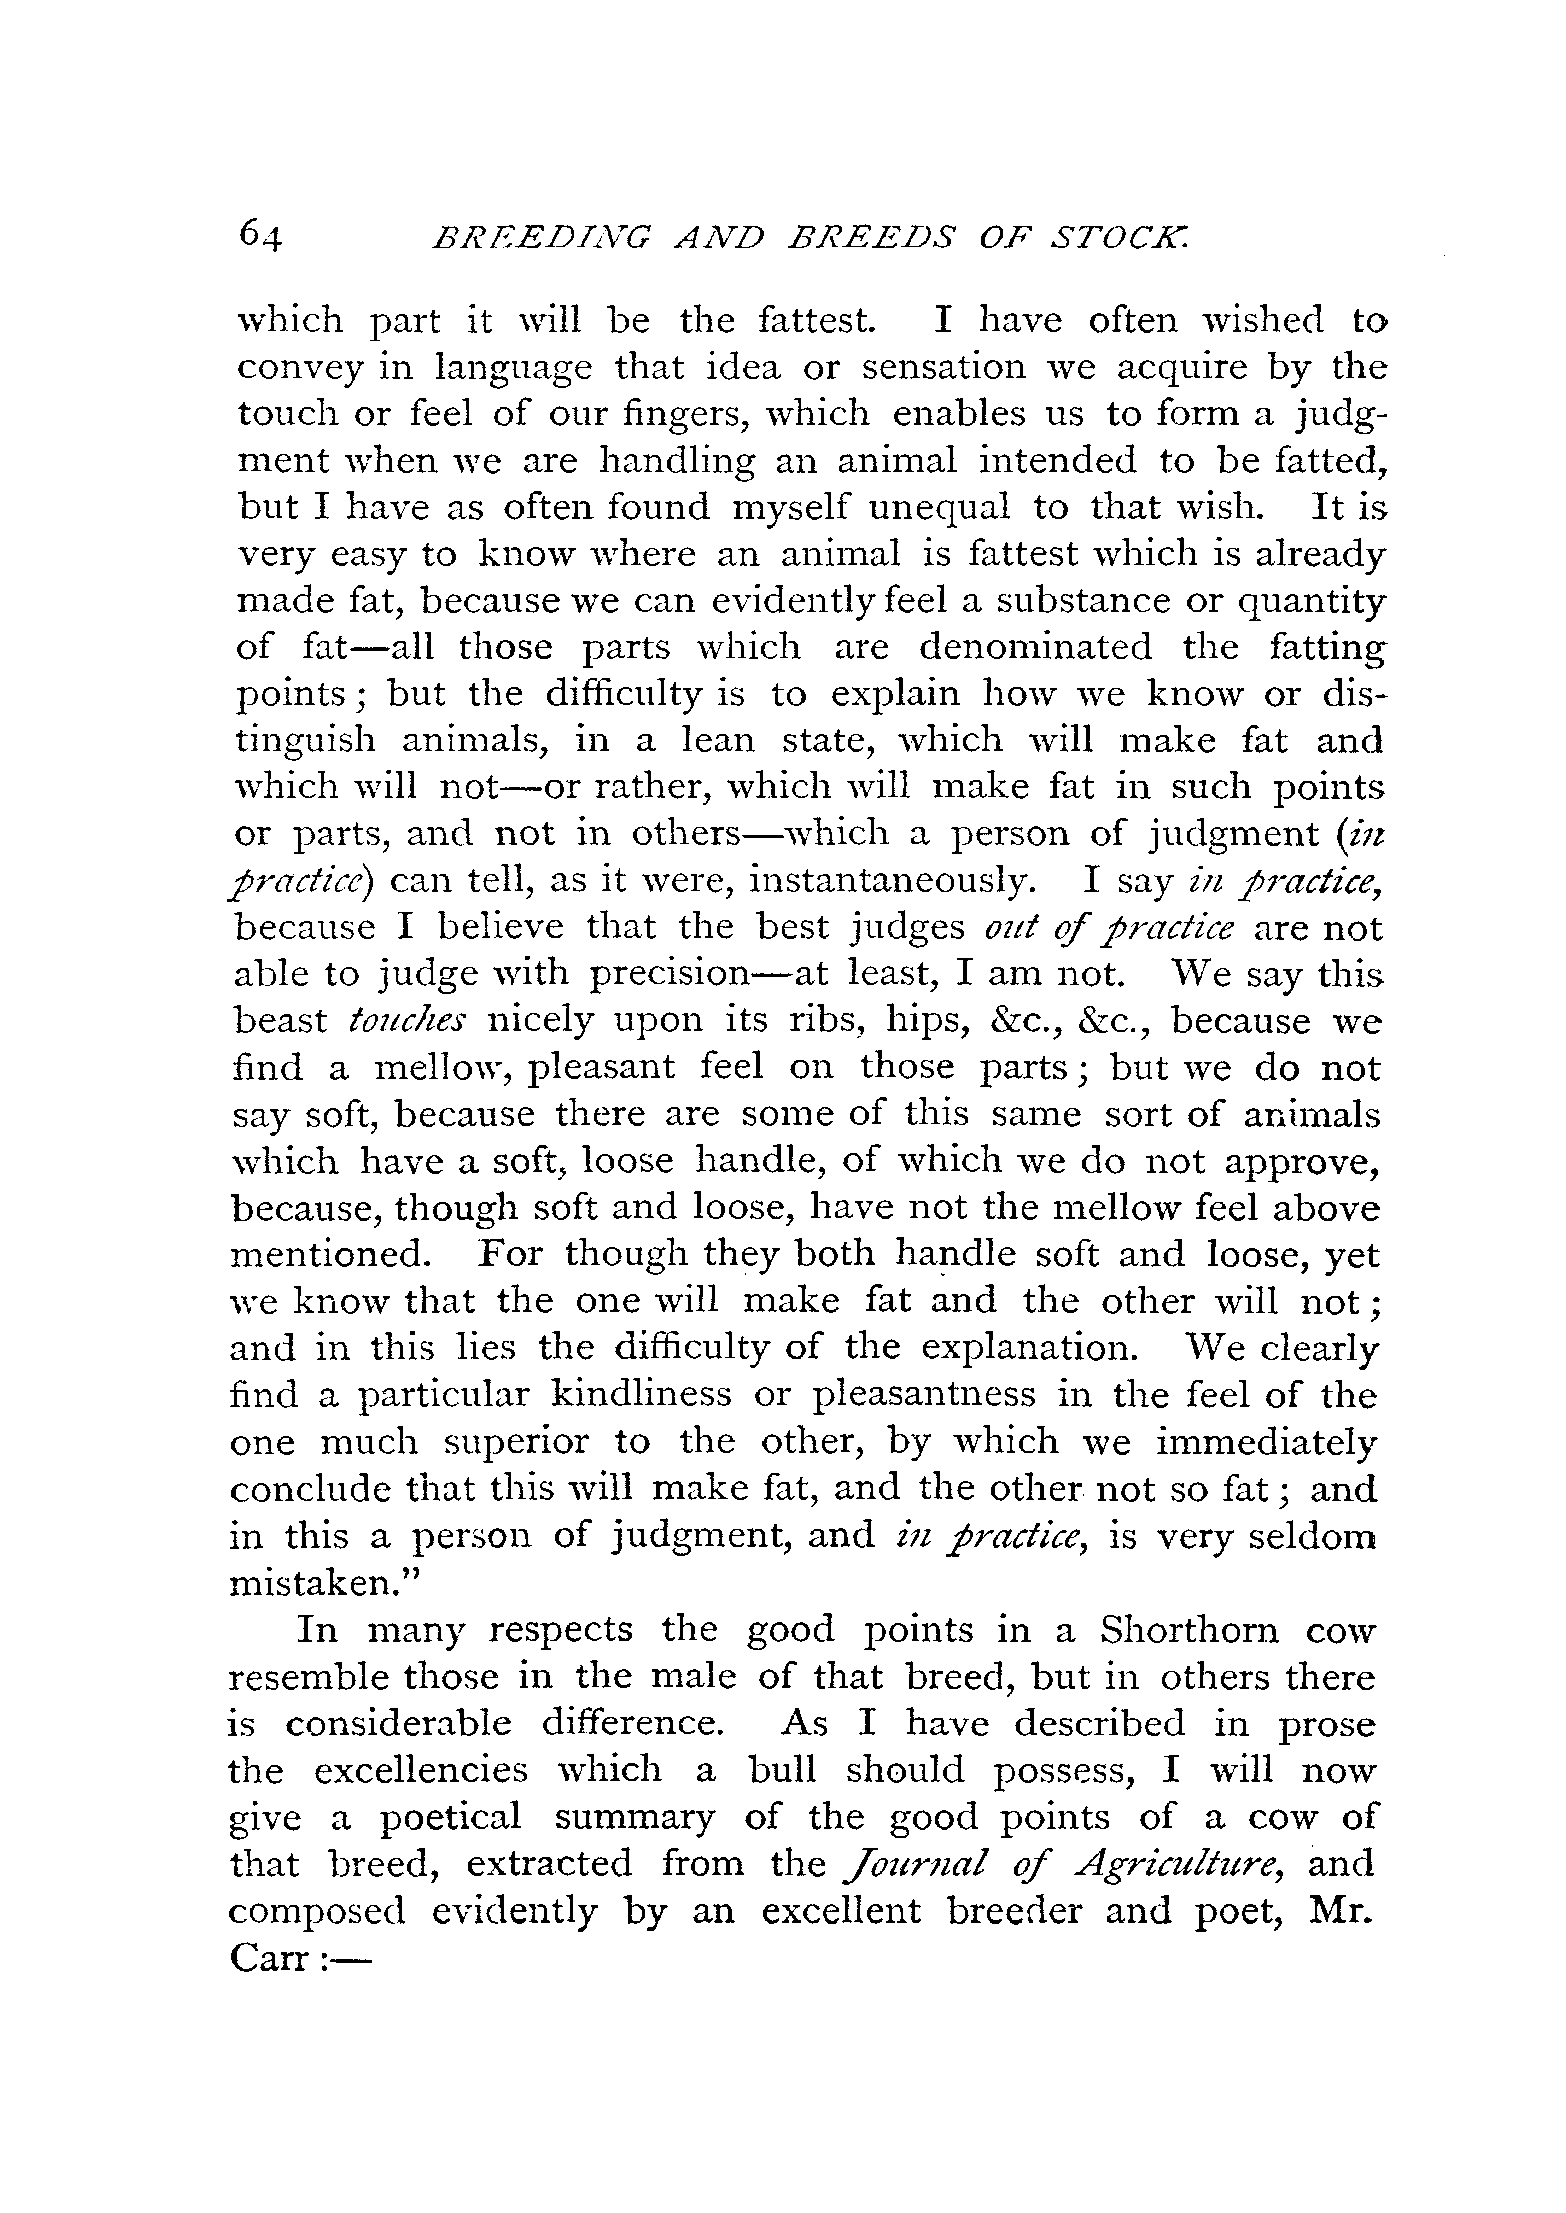 64 BREEDING AND BREEDS OF STOCK.
which part it will be the fattest. I have often wished to
convey in language that idea or sensation we acquire by the
touch or feel of our fingers, which enables us to form a judg-
ment when we are handling an animal intended to be fatted,
but I have as often found myself unequal to that wish. It is
very easy to know where an animal is fattest which is already
made fat, because we can evidently feel a substance or quantity
of fat—all those parts which are denominated the fatting
points; but the difficulty is to explain how we know or dis-
tinguish animals, in a lean state, which will make fat and
which will not—or rather, which will make fat in such points
or parts, and not in others—which a person of judgment (in
practice) can tell, as it were, instantaneously. I say in practice,
because I believe that the best judges out of practice are not
able to judge with precision—at least, I am not. We say this
beast touches nicely upon its ribs, hips, &c., &c., because we
find a mellow, pleasant feel on those parts; but we do not
say soft, because there are some of this same sort of animals
which have a soft, loose handle, of which we do not approve,
because, though soft and loose, have not the mellow feel above
mentioned. For though they both handle soft and loose, yet
we know that the one will make fat and the other will not;
and in this lies the difficulty of the explanation. We clearly
find a particular kindliness or pleasantness in the feel of the
one much superior to the other, by which we immediately
conclude that this will make fat, and the other not so fat; and
in this a person of judgment, and in practice, is very seldom
mistaken."
In many respects the good points in a Shorthorn cow
resemble those in the male of that breed, but in others there
is considerable difference. As I have described in prose
the excellencies which a bull should possess, I will now
give a poetical summary of the good points of a cow of
that breed, extracted from the Journal of Agriculture, and
composed evidently by an excellent breeder and poet, Mr.
Carr:—